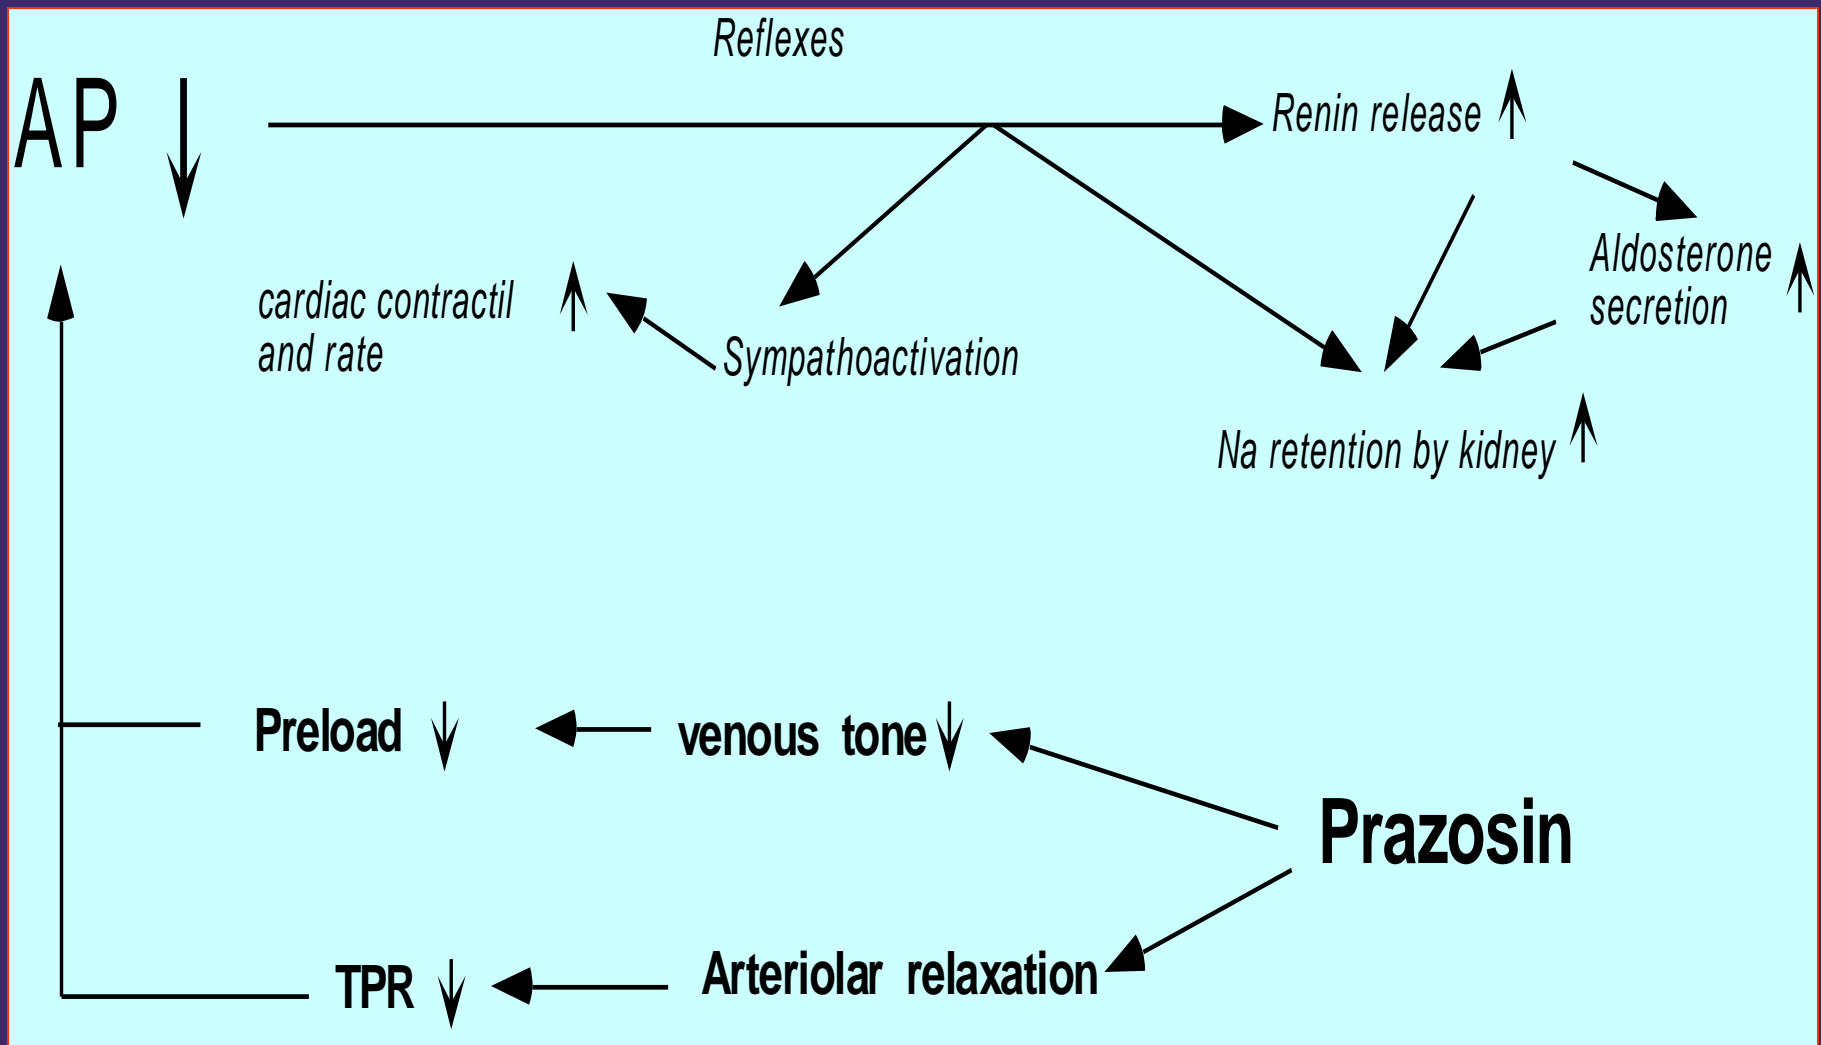 Reflexes
AP
Renin release
Aldosterone
secretion
cardiac contractil
and rate
Sympathoactivation
Na retention by kidney
Preload
venous tone
Prazosin
TPR
Arteriolar relaxation